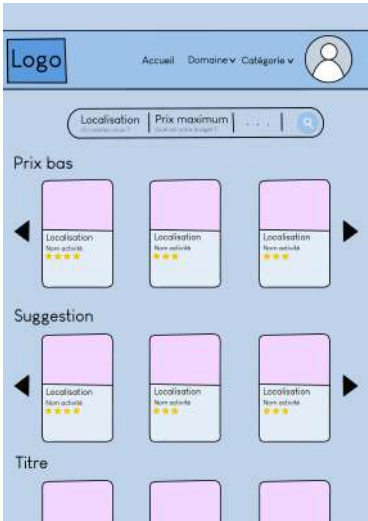 Logo
Accueil Domaine Catégorie
Localisation Prix maximum . . .
Prix bas
Localisation Localisation Localisation
Nom activité Nom activité Nom activité
Suggestion
Localisation Localisation Localisation
Nom activité Nom activité Nom activité
Titre